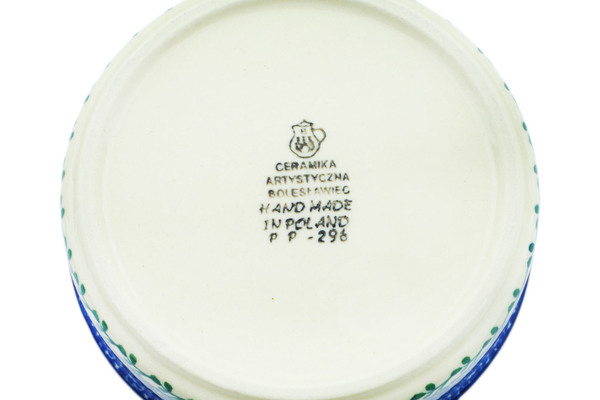 CERAMIKA
ARTYSTYCZNA
BOLESŁAWIEC
HAND MADE
IN POLAND
P P - 296